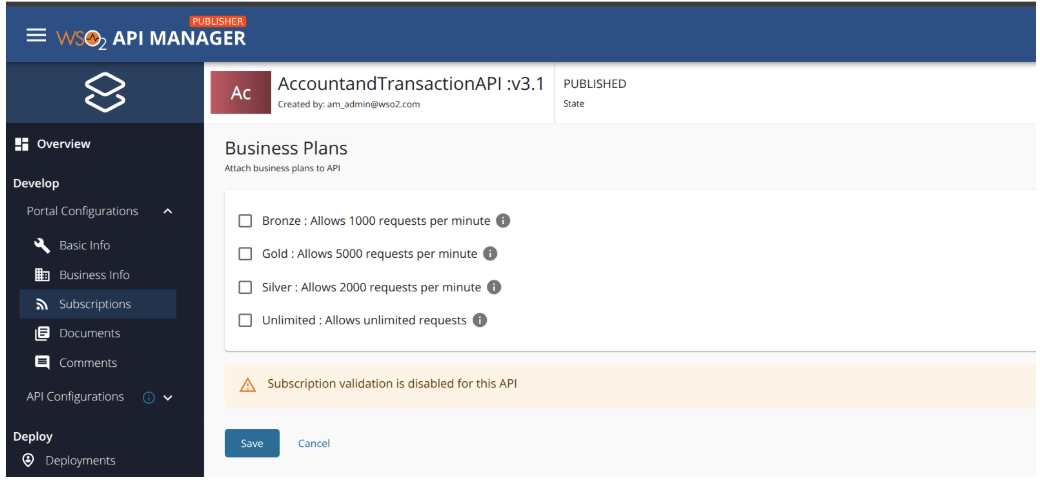 PUBLISHER
WSO2 API MANAGER
Ac
AccountandTransactionAPI :v3.1
Created by: am_admin@wso2.com
PUBLISHED
State
Overview
Develop
Portal Configurations
Basic Info
Business Info
Subscriptions
Documents
Comments
API Configurations
Deploy
Deployments
Business Plans
Attach business plans to API
Bronze : Allows 1000 requests per minute
Gold : Allows 5000 requests per minute
Silver : Allows 2000 requests per minute
Unlimited : Allows unlimited requests
Subscription validation is disabled for this API
Save
Cancel